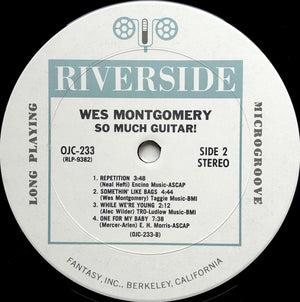 RIVERSIDE
WES MONTGOMERY
SO MUCH GUITAR!
OJC-233
(RLP-9382)
SIDE 2
STEREO
LONG PLAYING
MICROGROOVE
1. REPETITION 3:48
(Neal Hefti) Encino Music-ASCAP
2. SOMETHIN' LIKE BAGS 4:44
(Wes Montgomery) Taggie Music-BMI
3. WHILE WE'RE YOUNG 2:12
(Alec Wilder) TRO-Ludlow Music-BMI
4. ONE FOR MY BABY 7:38
(Mercer-Arlen) E. H. Morris-ASCAP
(OJC-233-B)
FANTASY, INC., BERKELEY, CALIFORNIA